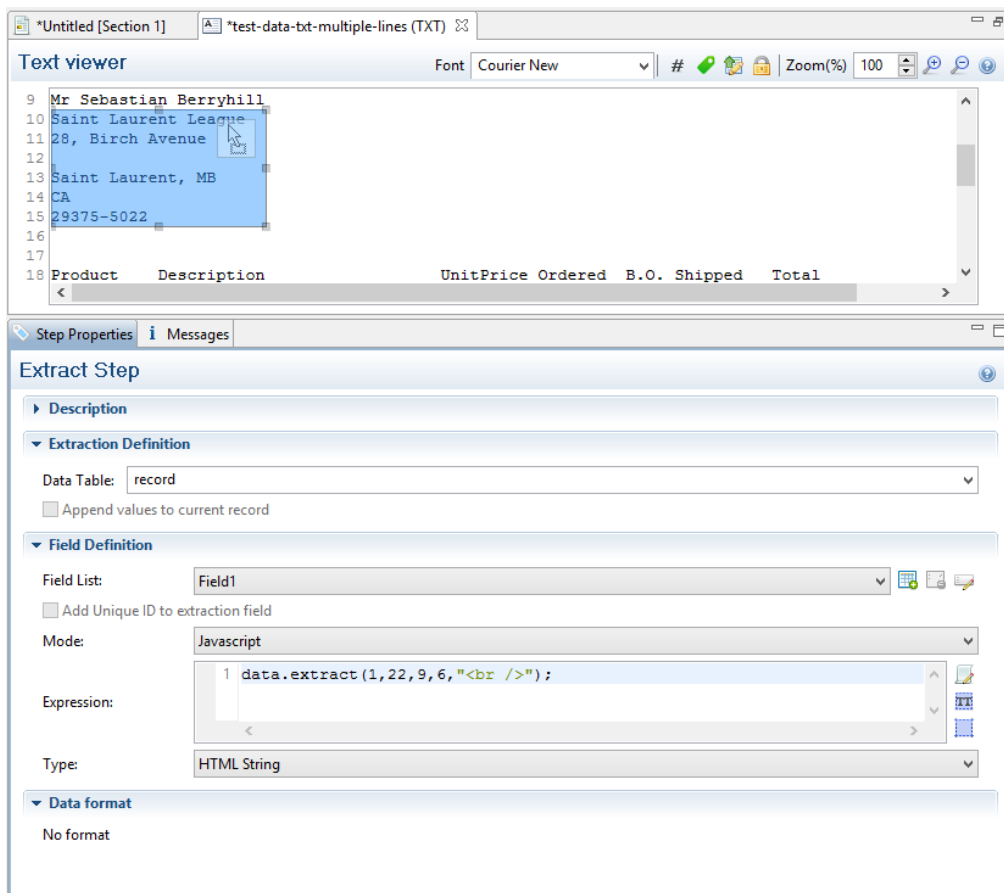 *Untitled [Section 1] *test-data-txt-multiple-lines (TXT)
Text viewer Font Courier New # Zoom(%) 100
9 Mr Sebastian Berryhill
10 Saint Laurent League
11 28, Birch Avenue
12
13 Saint Laurent, MB
14 CA
15 29375-5022
16
17
18 Product Description UnitPrice Ordered B.O. Shipped Total
Step Properties i Messages
Extract Step
Description
Extraction Definition
Data Table: record
Append values to current record
Field Definition
Field List: Field1
Add Unique ID to extraction field
Mode: Javascript
1 data.extract(1,22,9,6,"<br />");
Expression:
TT
Type: HTML String
Data format
No format